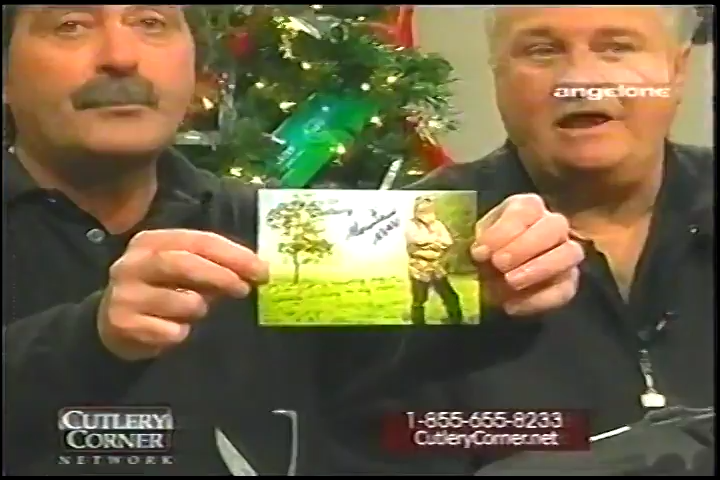 angelone
1-855-655-8233
CutleryCorner.net
CUTLERY
CORNER
NETWORK